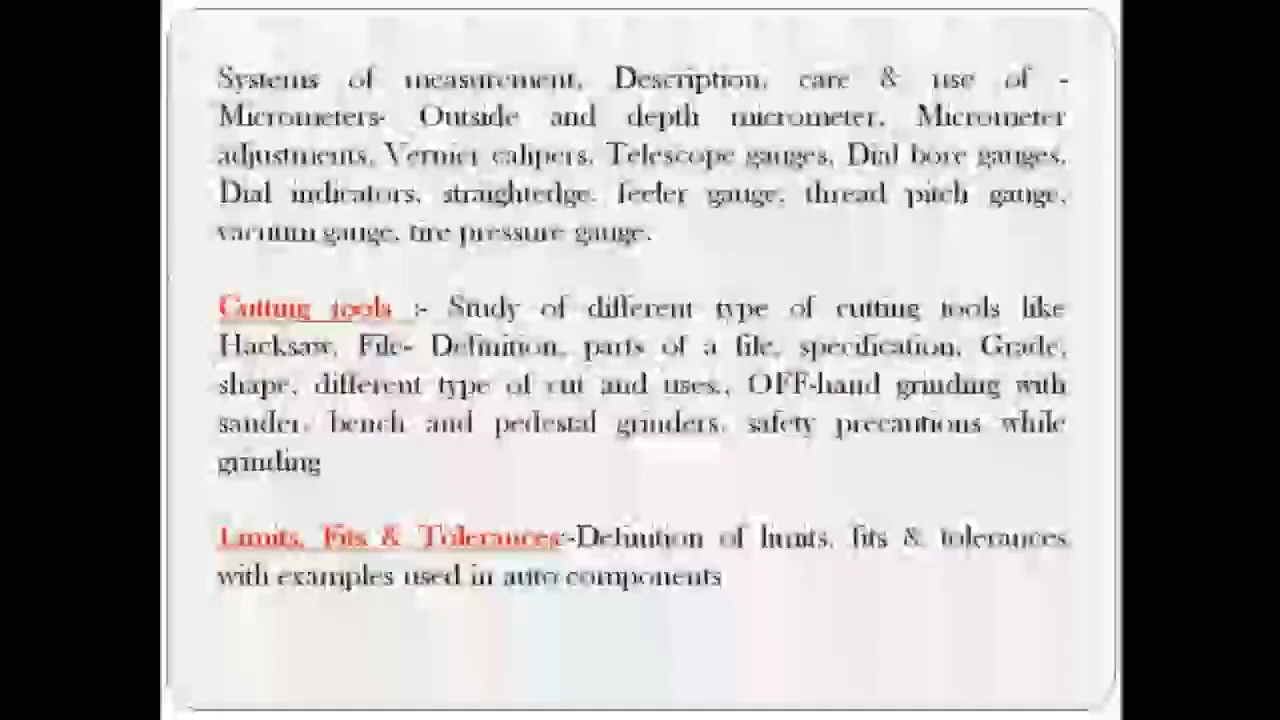 Systems of measurement, Description, care & use of -
Micrometers- Outside and depth micrometer, Micrometer
adjustments, Vernier calipers, Telescope gauges, Dial bore gauges,
Dial indicators, straightedge, feeler gauge, thread pitch gauge,
vacuum gauge, tire pressure gauge.
Cutting tools :- Study of different type of cutting tools like
Hacksaw, File- Definition, parts of a file, specification, Grade,
shape, different type of cut and uses., OFF-hand grinding with
sander, bench and pedestal grinders, safety precautions while
grinding
Limits, Fits & Tolerances:-Definition of limits, fits & tolerances
with examples used in auto components